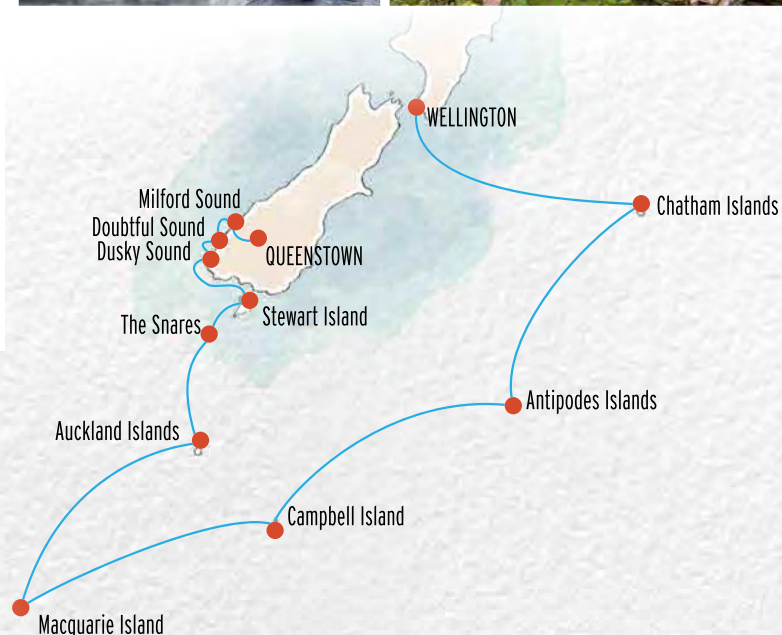 WELLINGTON
Milford Sound
Chatham Islands
Doubtful Sound
Dusky Sound
QUEENSTOWN
Stewart Island
The Snares
Antipodes Islands
Auckland Islands
Campbell Island
Macquarie Island